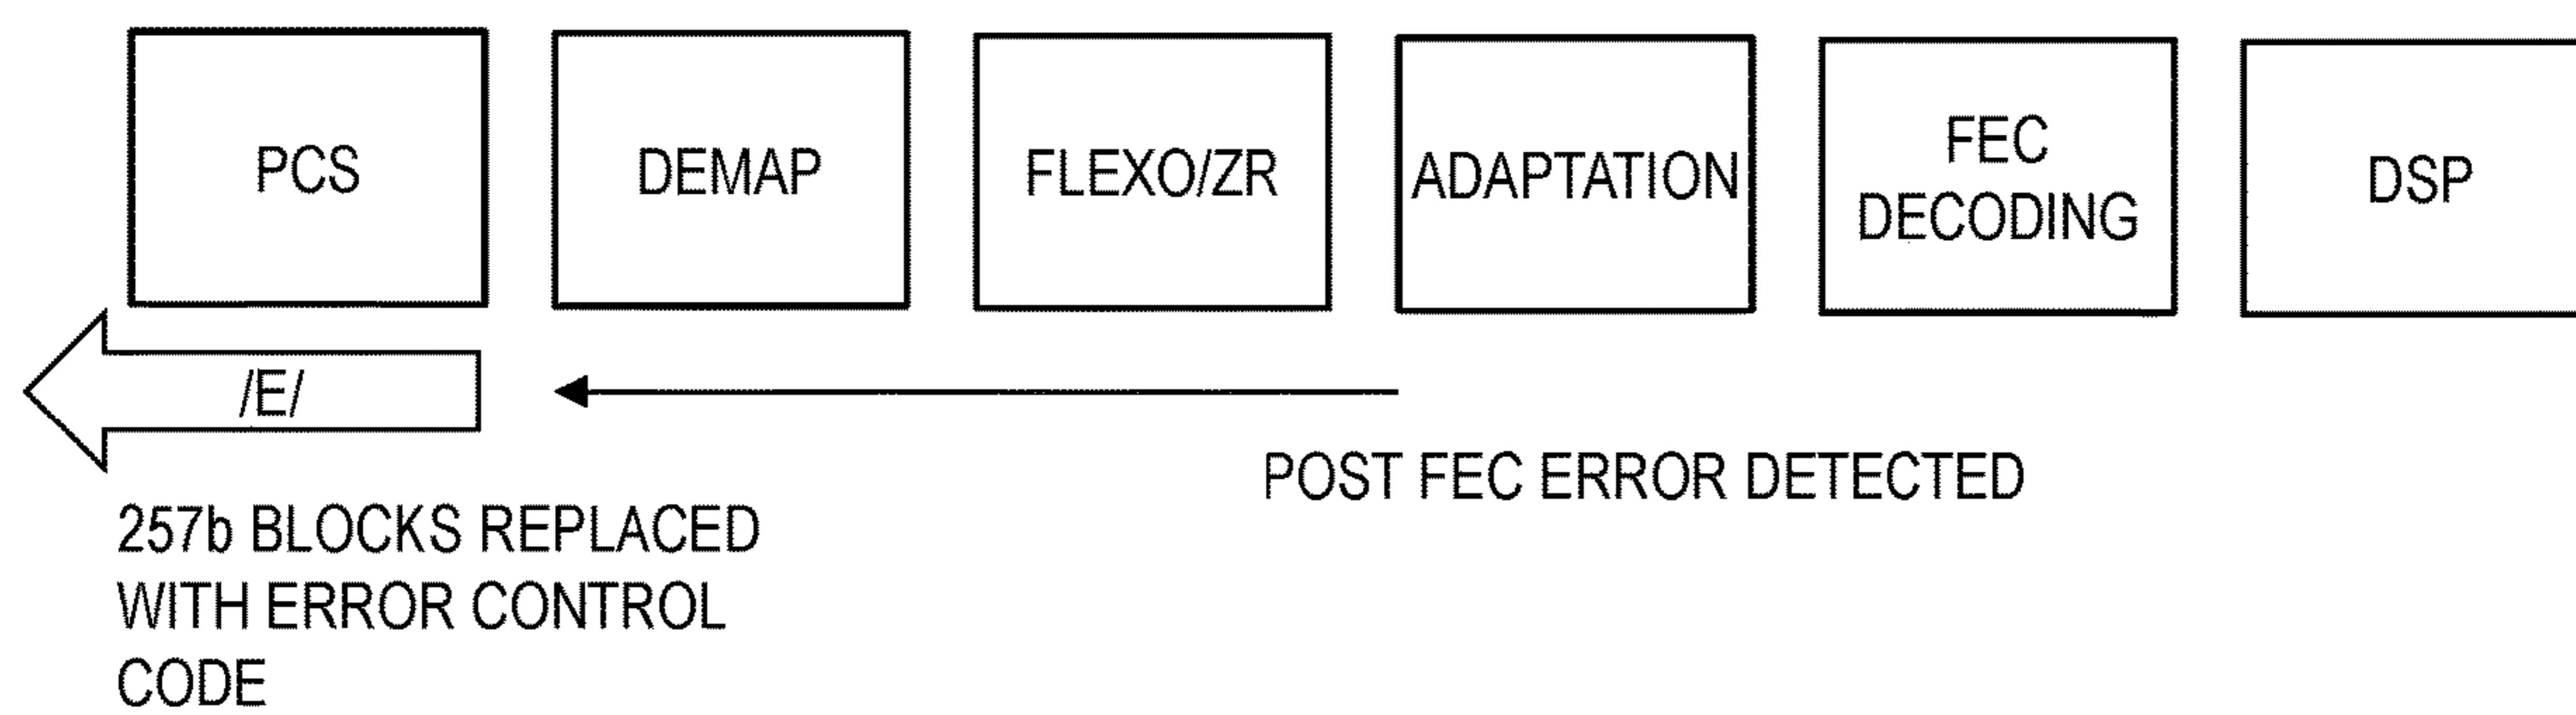 PCS
DEMAP
FLEXO/ZR
ADAPTATION
FEC
DECODING
DSP
/E/
POST FEC ERROR DETECTED
257b BLOCKS REPLACED
WITH ERROR CONTROL
CODE